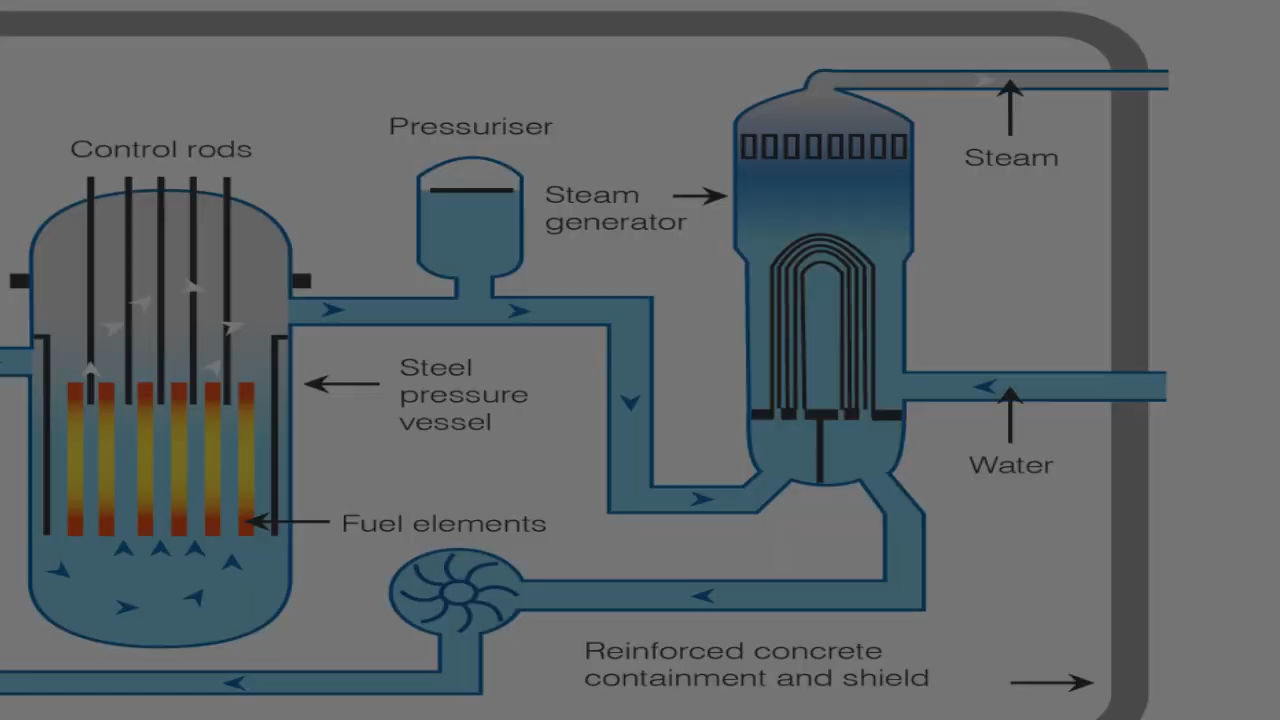 Control rods
Pressuriser
Steam
generator
Steam
Steel
pressure
vessel
Water
Fuel elements
Reinforced concrete
containment and shield